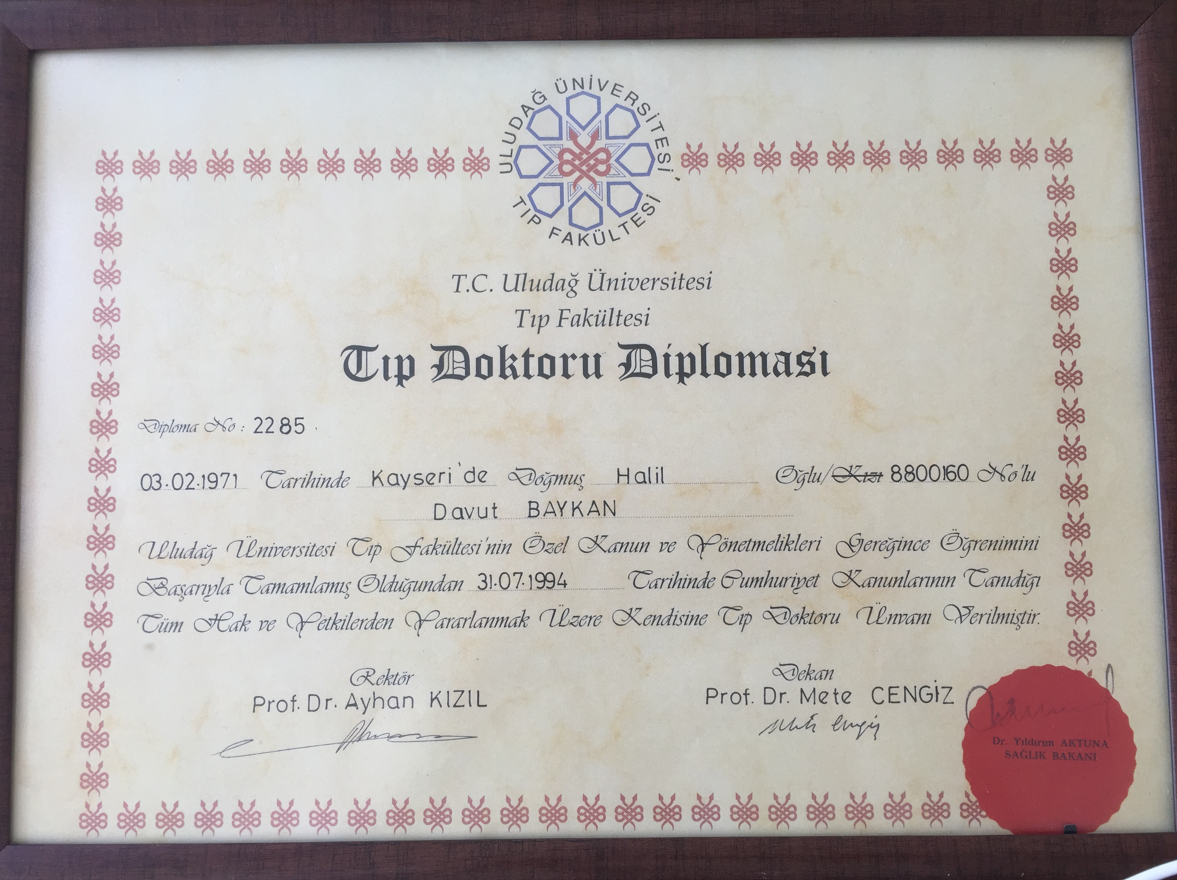 ULUDAĞ ÜNİVERSİTESİ
TIP FAKÜLTESİ
T.C. Uludağ Üniversitesi
Tıp Fakültesi
Tıp Doktoru Diploması
Diploma No : 2285
03.02.1971 Tarihinde Kayseri'de Doğmuş Halil Oğlu/Kızı 8800160 No'lu
Davut BAYKAN
Uludağ Üniversitesi Tıp Fakültesi'nin Özel Kanun ve Yönetmelikleri Gereğince Öğrenimini
Başarıyla Tamamlamış Olduğundan 31.07.1994 Tarihinde Cumhuriyet Kanunlarının Tanıdığı
Tüm Hak ve Yetkilerden Yararlanmak Üzere Kendisine Tıp Doktoru Ünvanı Verilmiştir.
Rektör
Prof. Dr. Ayhan KIZIL
Dekan
Prof. Dr. Mete CENGİZ
Mete Cengiz
Dr. Yıldırım AKTUNA
SAĞLIK BAKANI